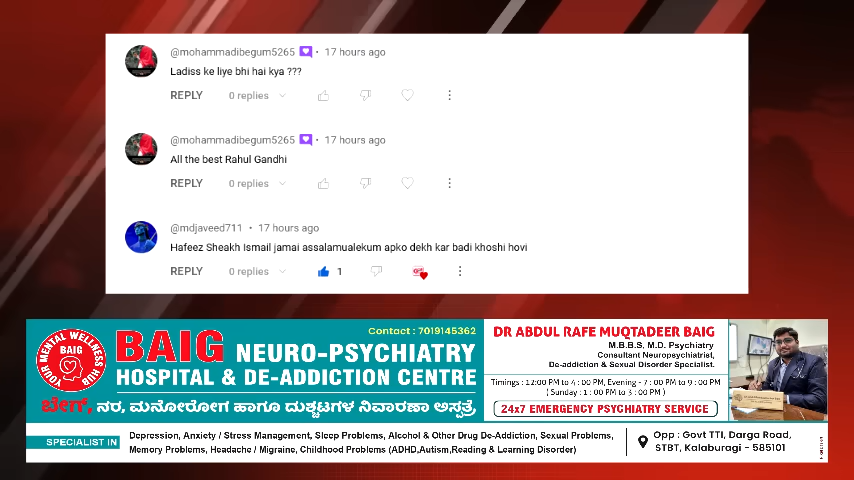 @mohammadibegum5265 · 17 hours ago
Ladiss ke liye bhi hai kya ???
REPLY 0 replies
@mohammadibegum5265 · 17 hours ago
All the best Rahul Gandhi
REPLY 0 replies
@mdjaveed711 • 17 hours ago
Hafeez Sheakh Ismail jamai assalamualekum apko dekh kar badi khoshi hovi
REPLY 0 replies 1
YOUR MENTAL WELLNESS HUB
BAIG
Contact : 7019145362
BAIG NEURO-PSYCHIATRY
HOSPITAL & DE-ADDICTION CENTRE
ಬೇಗ್, ನರ, ಮನೋರೋಗ ಹಾಗೂ ದುಶ್ಚಟಗಳ ನಿವಾರಣಾ ಆಸ್ಪತ್ರೆ
DR ABDUL RAFE MUQTADEER BAIG
M.B.B.S, M.D. Psychiatry
Consultant Neuropsychiatrist,
De-addiction & Sexual Disorder Specialist.
Timings : 12:00 PM to 4 : 00 PM, Evening - 7 : 00 PM to 9 : 00 PM
( Sunday : 1 : 00 PM to 3 : 00 PM )
24x7 EMERGENCY PSYCHIATRY SERVICE
SPECIALIST IN
Depression, Anxiety / Stress Management, Sleep Problems, Alcohol & Other Drug De-Addiction, Sexual Problems,
Memory Problems, Headache / Migraine, Childhood Problems (ADHD,Autism,Reading & Learning Disorder)
Opp : Govt TTI, Darga Road,
STBT, Kalaburagi - 585101